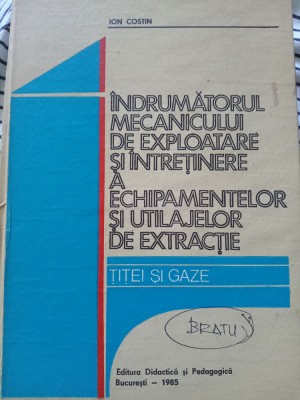 ION COSTIN
ÎNDRUMĂTORUL
MECANICULUI
DE EXPLOATARE
ȘI ÎNTREȚINERE
A
ECHIPAMENTELOR
ȘI UTILAJELOR
DE EXTRACȚIE
ȚIȚEI ȘI GAZE
BRATU
Editura Didactică și Pedagogică
București – 1985